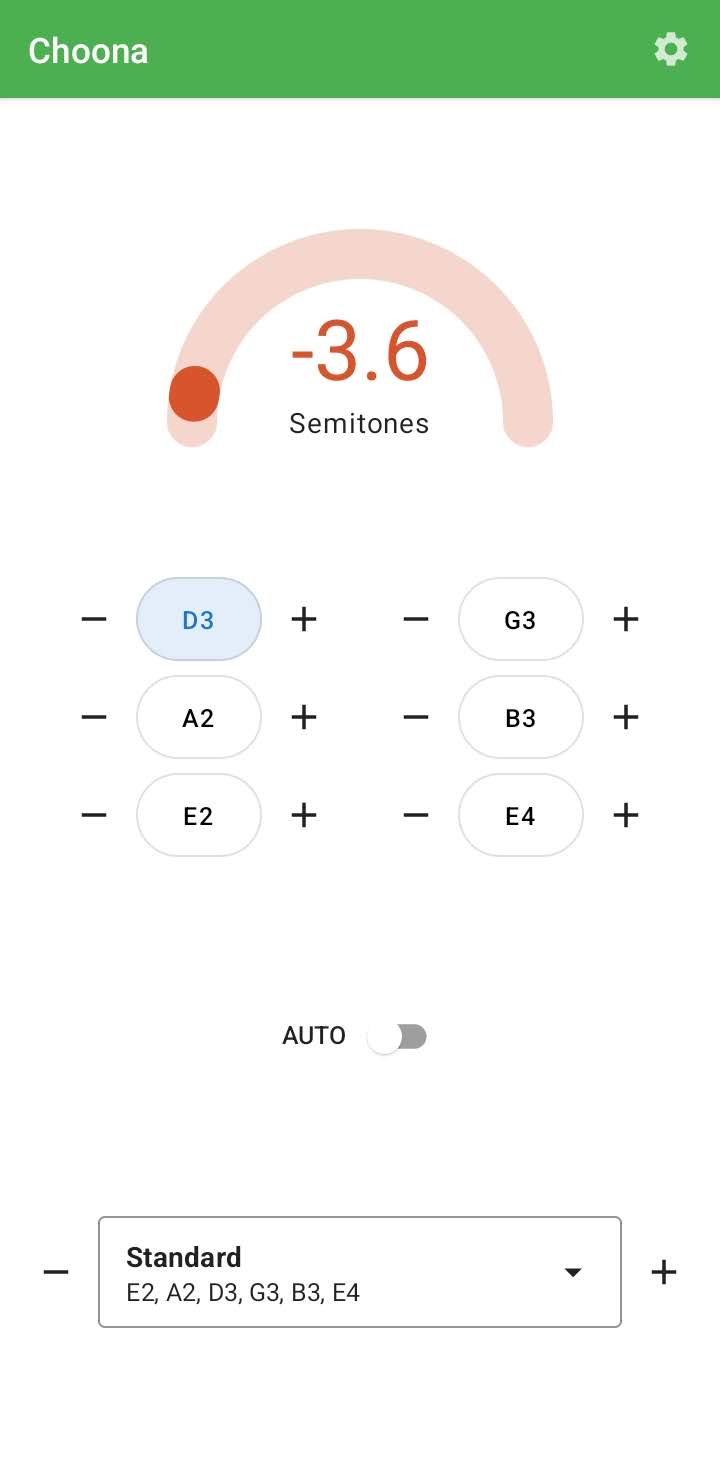 Choona
-3.6
Semitones
− D3 + − G3 +
− A2 + − B3 +
− E2 + − E4 +
AUTO
Standard
− E2, A2, D3, G3, B3, E4 +